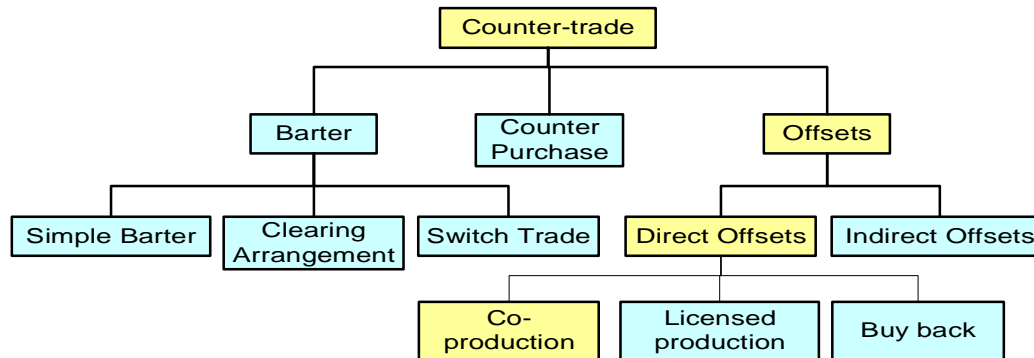 Counter-trade
Barter
Counter
Purchase
Offsets
Simple Barter
Clearing
Arrangement
Switch Trade
Direct Offsets
Indirect Offsets
Co-
production
Licensed
production
Buy back